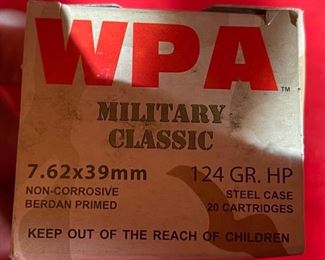 WPA™
MILITARY
CLASSIC
7.62x39mm 124 GR. HP
NON-CORROSIVE STEEL CASE
BERDAN PRIMED 20 CARTRIDGES
KEEP OUT OF THE REACH OF CHILDREN